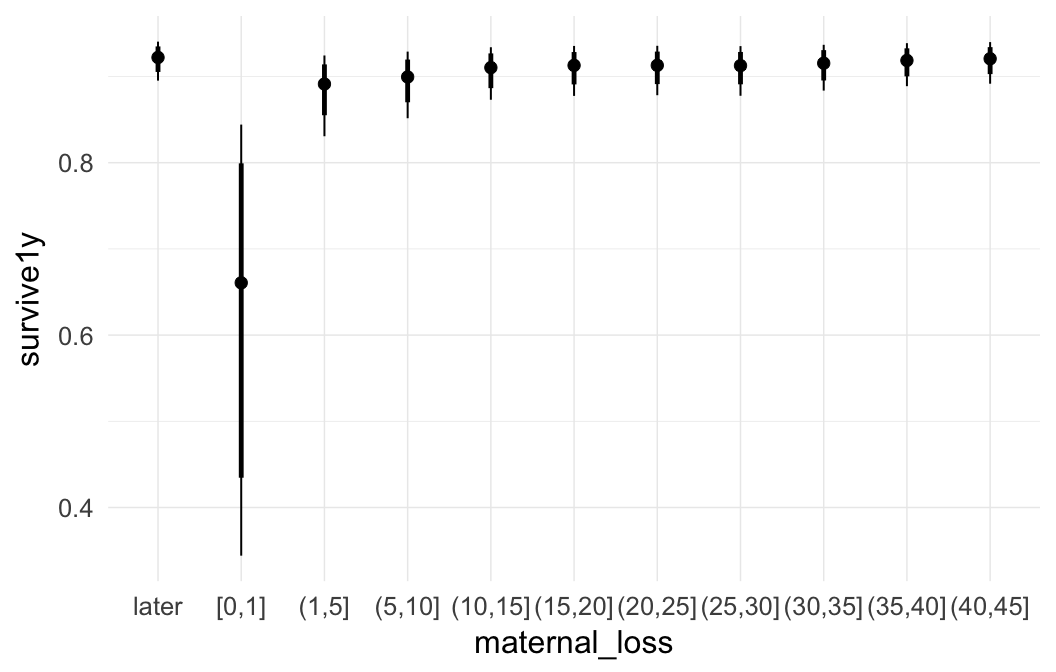 survive1y
0.8
0.6
0.4
later [0,1] (1,5] (5,10] (10,15] (15,20] (20,25] (25,30] (30,35] (35,40] (40,45]
maternal_loss